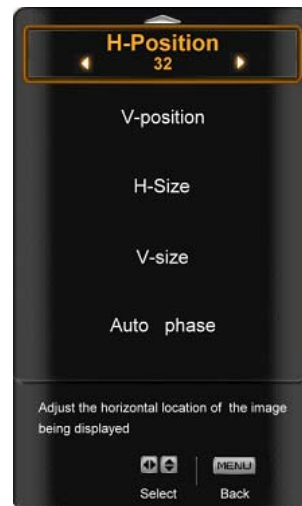 H-Position
32
V-position
H-Size
V-size
Auto phase
Adjust the horizontal location of the image
being displayed
MENU
Select Back